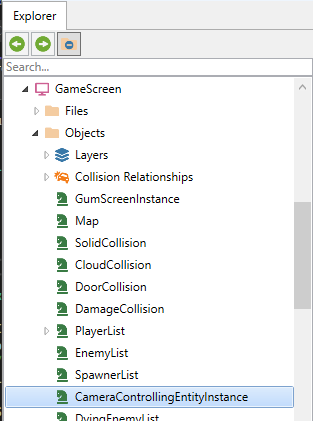 Explorer
Search...
GameScreen
Files
Objects
Layers
Collision Relationships
GumScreenInstance
Map
SolidCollision
CloudCollision
DoorCollision
DamageCollision
PlayerList
EnemyList
SpawnerList
CameraControllingEntityInstance
DyingEnemyList